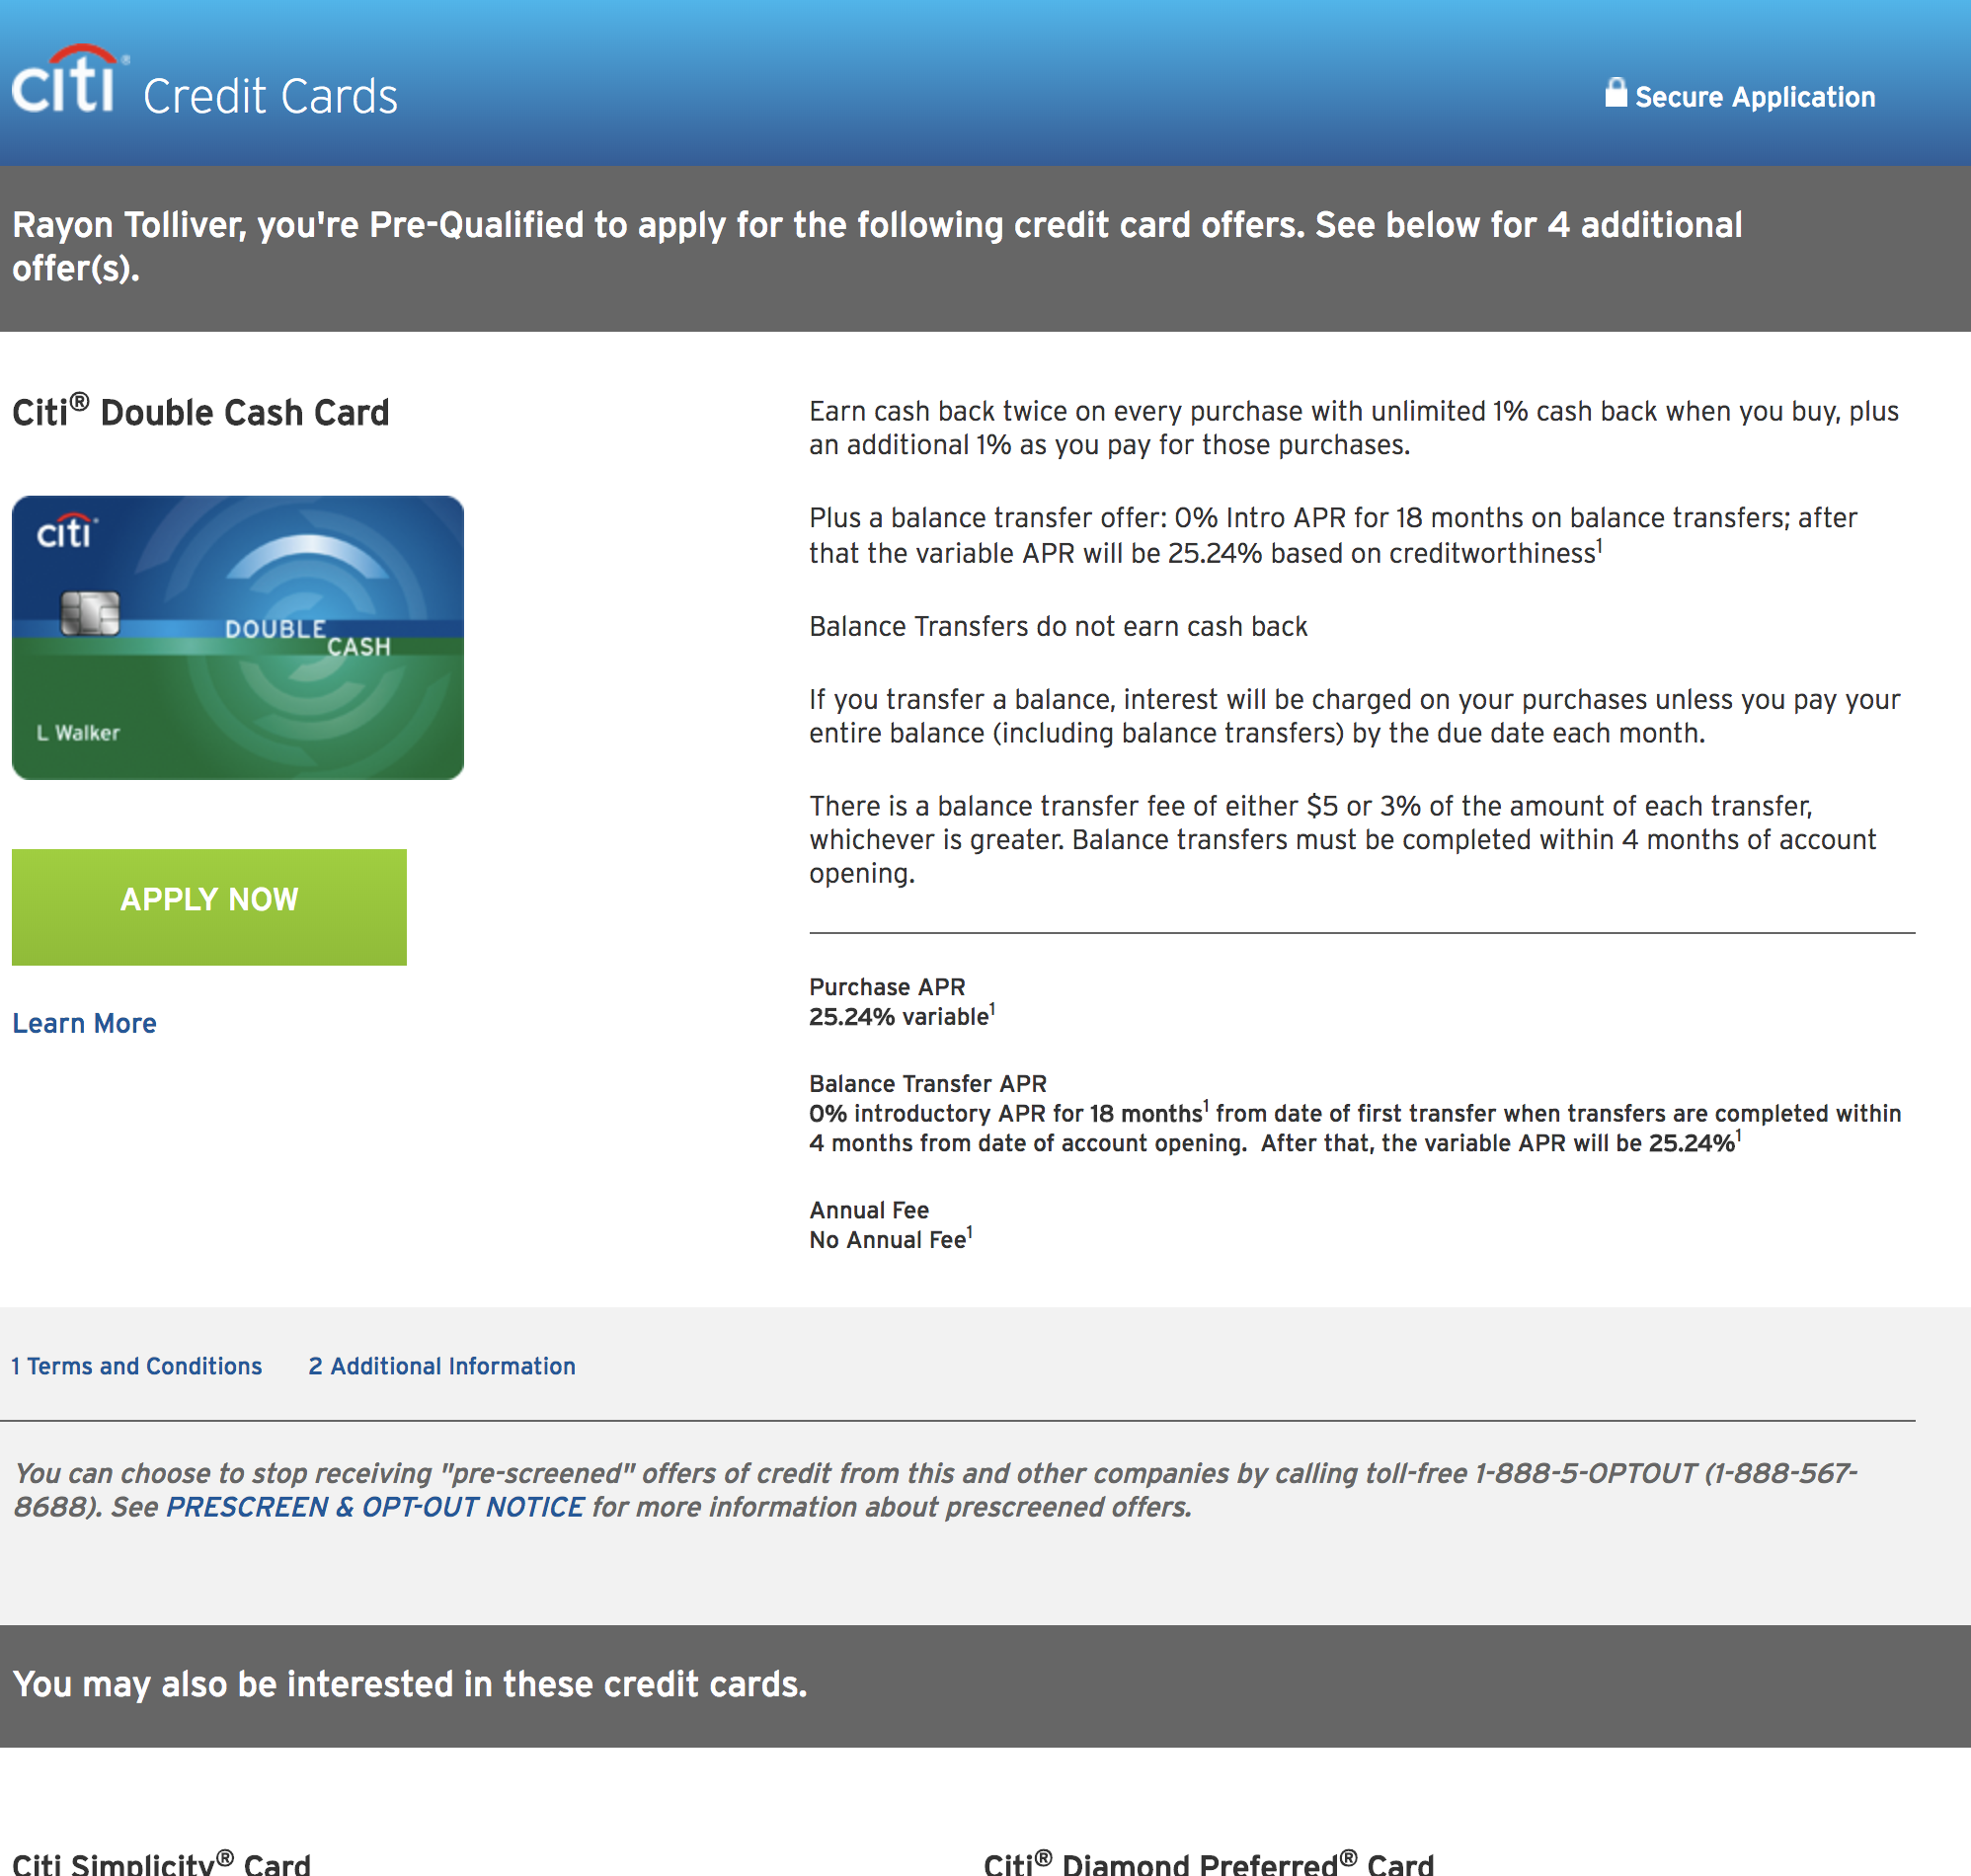 citi® Credit Cards
Secure Application
Rayon Tolliver, you're Pre-Qualified to apply for the following credit card offers. See below for 4 additional
offer(s).
Citi® Double Cash Card
citi
DOUBLE
CASH
L Walker
APPLY NOW
Learn More
Earn cash back twice on every purchase with unlimited 1% cash back when you buy, plus
an additional 1% as you pay for those purchases.
Plus a balance transfer offer: 0% Intro APR for 18 months on balance transfers; after
that the variable APR will be 25.24% based on creditworthiness¹
Balance Transfers do not earn cash back
If you transfer a balance, interest will be charged on your purchases unless you pay your
entire balance (including balance transfers) by the due date each month.
There is a balance transfer fee of either $5 or 3% of the amount of each transfer,
whichever is greater. Balance transfers must be completed within 4 months of account
opening.
Purchase APR
25.24% variable¹
Balance Transfer APR
0% introductory APR for 18 months¹ from date of first transfer when transfers are completed within
4 months from date of account opening. After that, the variable APR will be 25.24%¹
Annual Fee
No Annual Fee¹
1 Terms and Conditions 2 Additional Information
You can choose to stop receiving "pre-screened" offers of credit from this and other companies by calling toll-free 1-888-5-OPTOUT (1-888-567-
8688). See PRESCREEN & OPT-OUT NOTICE for more information about prescreened offers.
You may also be interested in these credit cards.
Citi Simplicity® Card
Citi® Diamond Preferred® Card